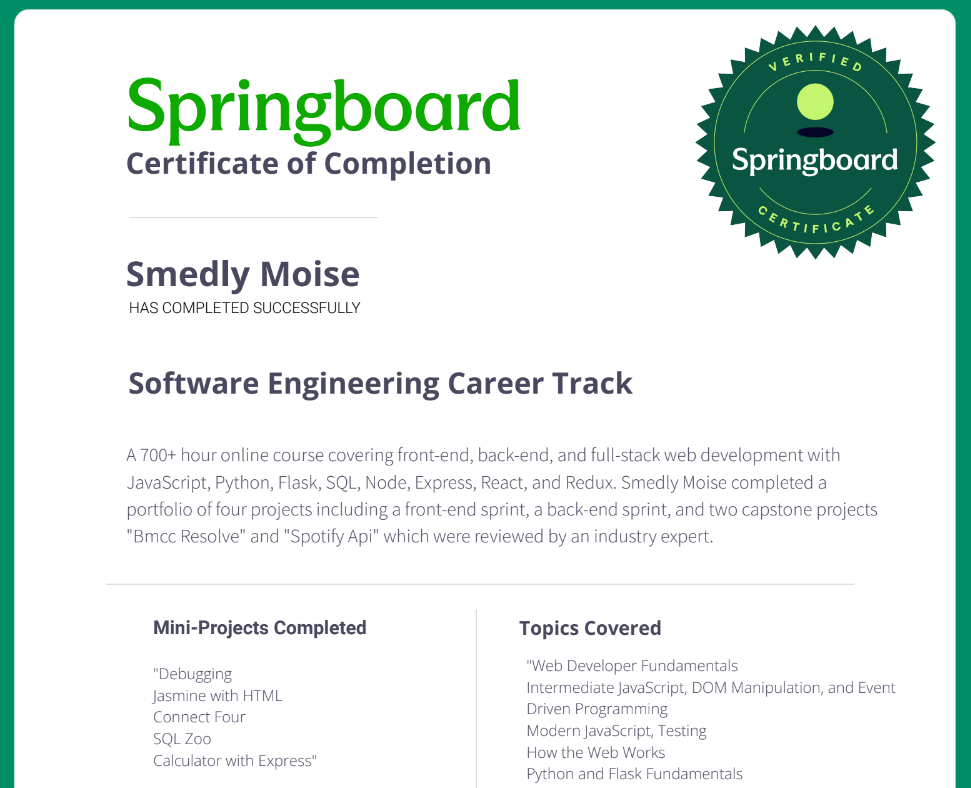 Springboard
Certificate of Completion
VERIFIED
Springboard
CERTIFICATE
Smedly Moise
HAS COMPLETED SUCCESSFULLY
Software Engineering Career Track
A 700+ hour online course covering front-end, back-end, and full-stack web development with
JavaScript, Python, Flask, SQL, Node, Express, React, and Redux. Smedly Moise completed a
portfolio of four projects including a front-end sprint, a back-end sprint, and two capstone projects
"Bmcc Resolve" and "Spotify Api" which were reviewed by an industry expert.
Mini-Projects Completed
"Debugging
Jasmine with HTML
Connect Four
SQL Zoo
Calculator with Express"
Topics Covered
"Web Developer Fundamentals
Intermediate JavaScript, DOM Manipulation, and Event
Driven Programming
Modern JavaScript, Testing
How the Web Works
Python and Flask Fundamentals